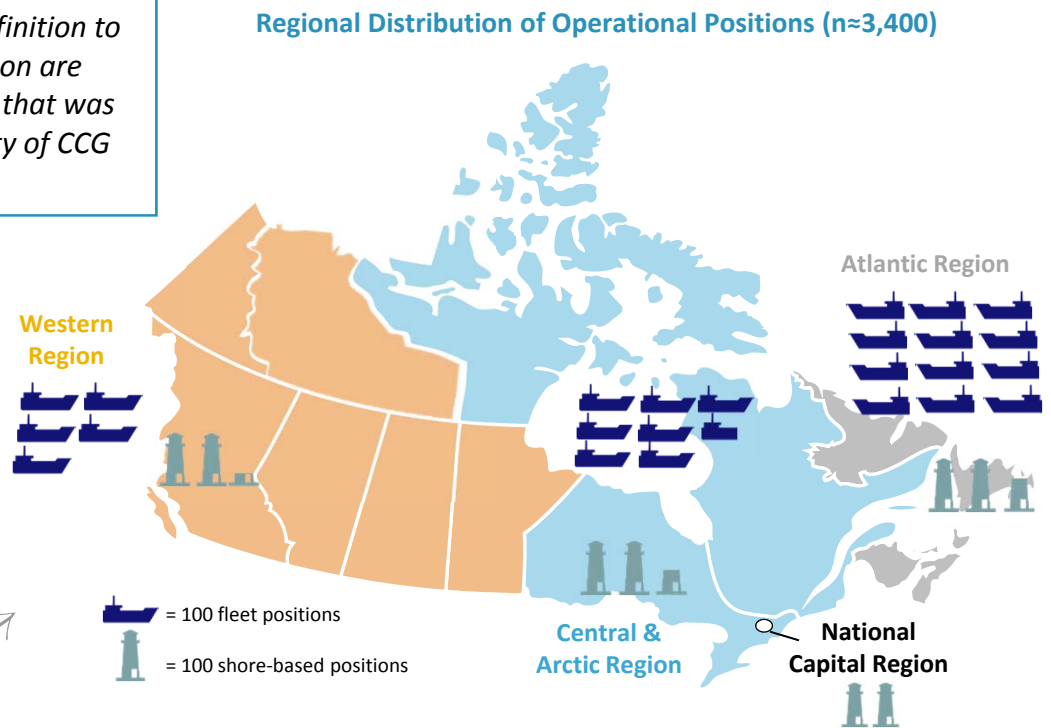 finition to
on are
that was
ty of CCG
Regional Distribution of Operational Positions (n≈3,400)
Atlantic Region
Western
Region
= 100 fleet positions
= 100 shore-based positions
Central &
Arctic Region
National
Capital Region